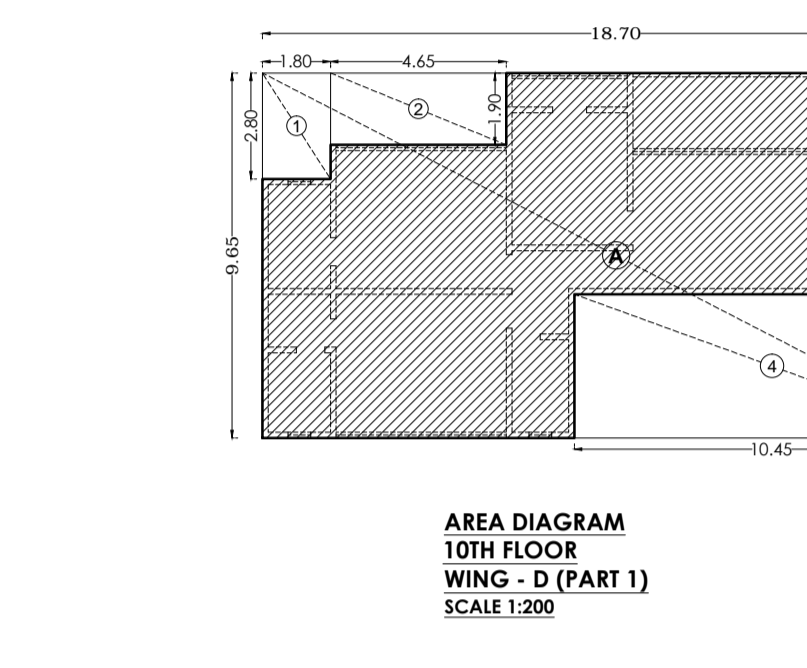 18.70
1.80
4.65
2.80
1
2
1.90
9.65
A
4
10.45
AREA DIAGRAM
10TH FLOOR
WING - D (PART 1)
SCALE 1:200